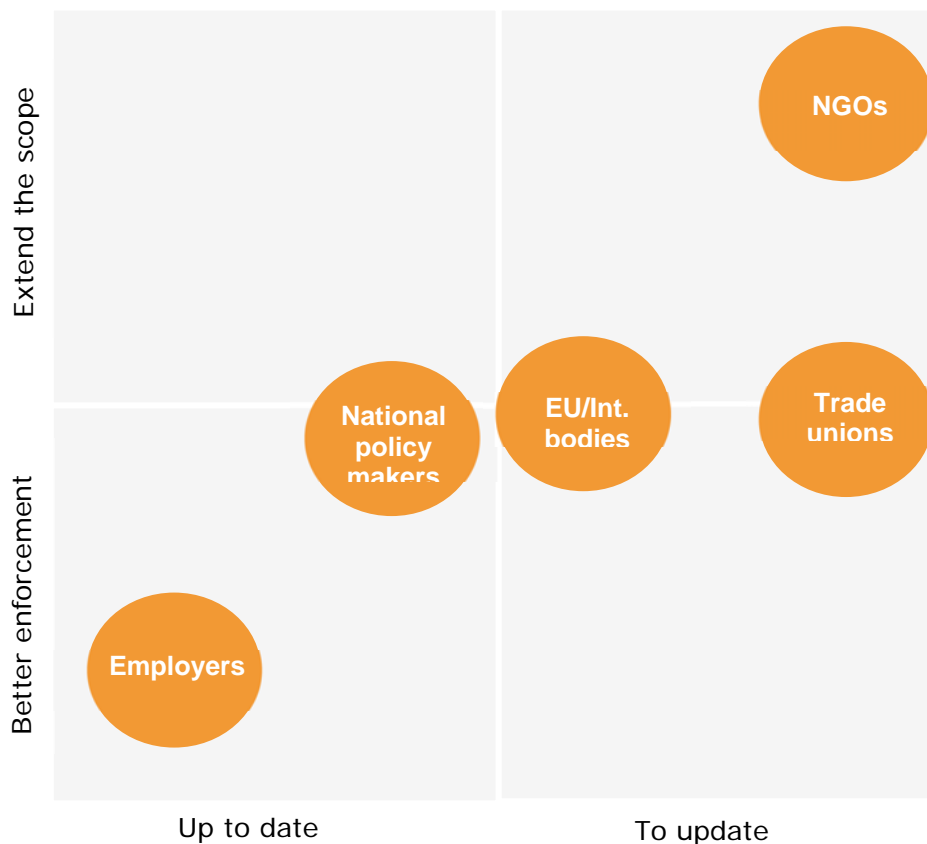 Extend the scope
NGOs
National
policy
makers
EU/Int.
bodies
Trade
unions
Better enforcement
Employers
Up to date
To update